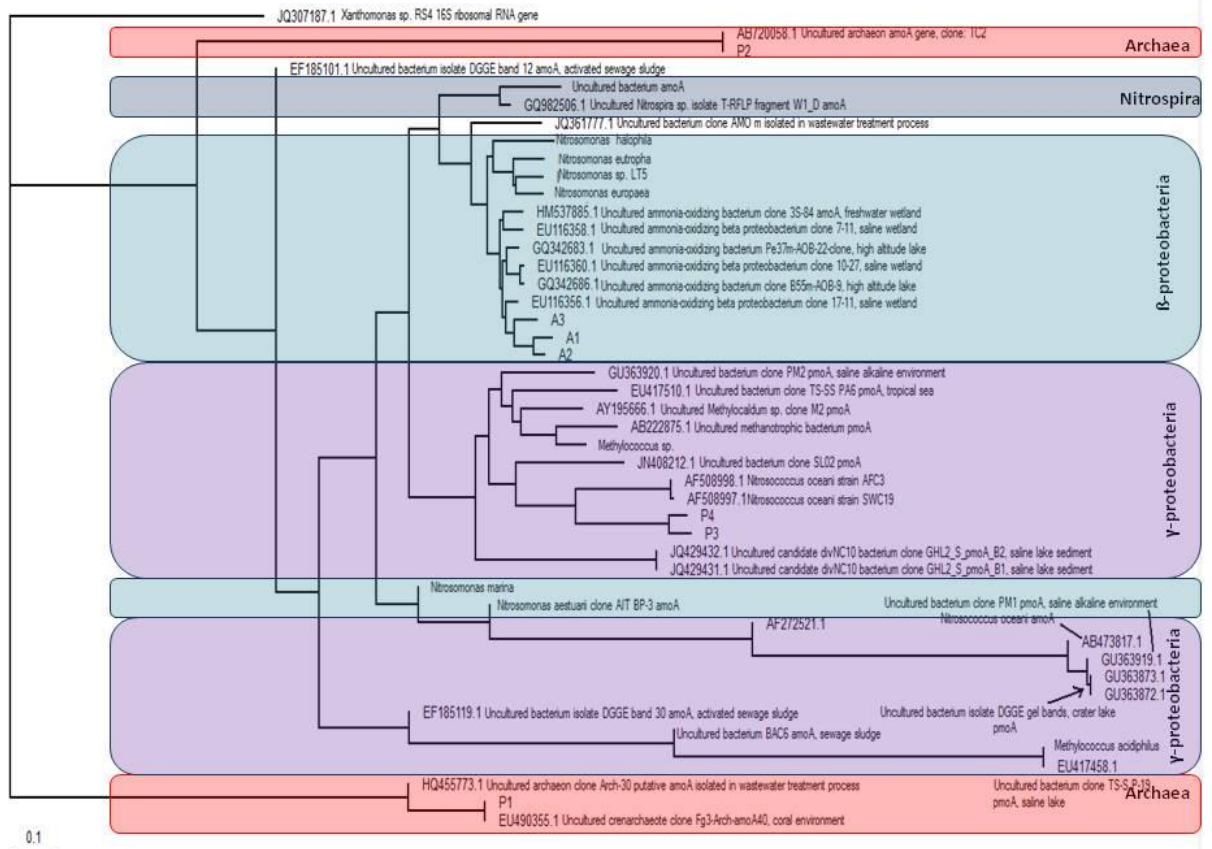 JQ307187.1 Xanthomonas sp. RS4 16S ribosomal RNA gene
AB720058.1 Uncultured archaeon amoA gene, clone: TC2
P2
Archaea
EF185101.1 Uncultured bacterium isolate DGGE band 12 amoA, activated sewage sludge
Uncultured bacterium amoA
GQ982506.1 Uncultured Nitrospira sp. isolate T-RFLP fragment W1_D amoA
Nitrospira
JQ361777.1 Uncultured bacterium clone AMO m isolated in wastewater treatment process
Nitrosomonas halophila
Nitrosomonas eutropha
Nitrosomonas sp. LT5
Nitrosomonas europaea
HM537885.1 Uncultured ammonia-oxidizing bacterium clone 3S-84 amoA, freshwater wetland
EU116358.1 Uncultured ammonia-oxidizing beta proteobacterium clone 7-11, saline wetland
GQ342683.1 Uncultured ammonia-oxidizing bacterium Pe37m-AOB-22-clone, high altitude lake
EU116360.1 Uncultured ammonia-oxidizing beta proteobacterium clone 10-27, saline wetland
GQ342686.1 Uncultured ammonia-oxidizing bacterium clone B55m-AOB-9, high altitude lake
EU116356.1 Uncultured ammonia-oxidizing beta proteobacterium clone 17-11, saline wetland
A3
A1
A2
ß-proteobacteria
GU363920.1 Uncultured bacterium clone PM2 pmoA, saline alkaline environment
EU417510.1 Uncultured bacterium clone TS-SS PA6 pmoA, tropical sea
AY195666.1 Uncultured Methylocaldum sp. clone M2 pmoA
AB222875.1 Uncultured methanotrophic bacterium pmoA
Methylococcus sp.
JN408212.1 Uncultured bacterium clone SL02 pmoA
AF508998.1 Nitrosococcus oceani strain AFC3
AF508997.1 Nitrosococcus oceani strain SWC19
P4
P3
JQ429432.1 Uncultured candidate divNC10 bacterium clone GHL2_S_pmoA_B2, saline lake sediment
JQ429431.1 Uncultured candidate divNC10 bacterium clone GHL2_S_pmoA_B1, saline lake sediment
γ-proteobacteria
Nitrosomonas marina
Nitrosomonas aestuarii clone AIT BP-3 amoA
Uncultured bacterium clone PM1 pmoA, saline alkaline environment
Nitrosococcus oceani amoA
AF272521.1
AB473817.1
GU363919.1
GU363873.1
GU363872.1
Uncultured bacterium isolate DGGE gel bands, crater lake
pmoA
EF185119.1 Uncultured bacterium isolate DGGE band 30 amoA, activated sewage sludge
Uncultured bacterium BAC6 amoA, sewage sludge
Methylococcus acidiphilus
EU417458.1
γ-proteobacteria
HQ455773.1 Uncultured archaeon clone Arch-30 putative amoA isolated in wastewater treatment process
Uncultured bacterium clone TS-S P-19
pmoA, saline lake
Archaea
P1
EU490355.1 Uncultured crenarchaeote clone Fg3-Arch-amoA40, coral environment
0.1